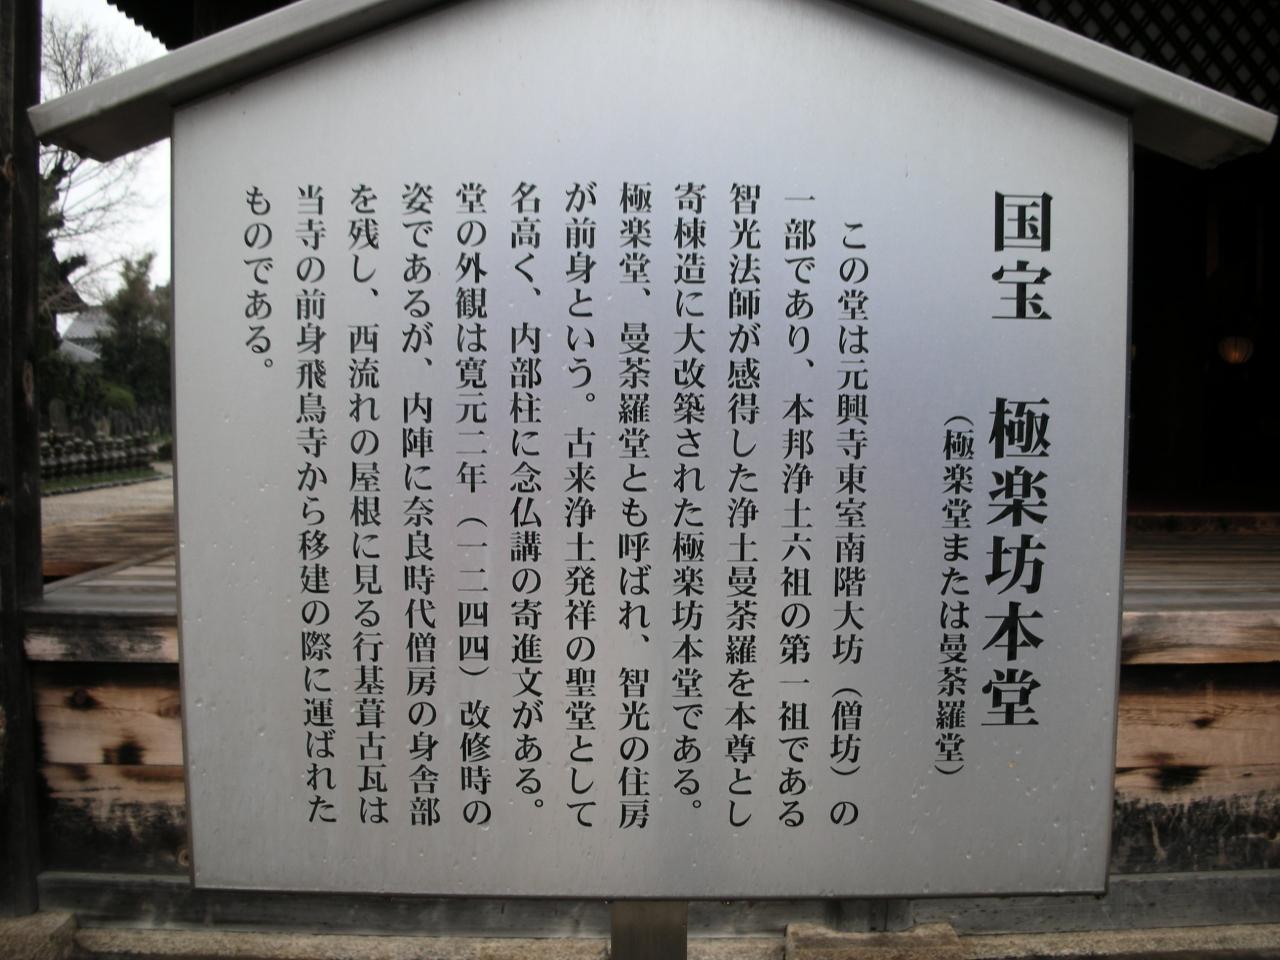 国宝　極楽坊本堂
（極楽堂または曼荼羅堂）
この堂は元興寺東室南階大坊（僧坊）の
一部であり、本邦浄土六祖の第一祖である
智光法師が感得した浄土曼荼羅を本尊とし
寄棟造に大改築された極楽坊本堂である。
極楽堂、曼荼羅堂とも呼ばれ、智光の住房
が前身という。古来浄土発祥の聖堂として
名高く、内部柱に念仏講の寄進文がある。
堂の外観は寛元二年（一二四四）改修時の
姿であるが、内陣に奈良時代僧房の身舎部
を残し、西流れの屋根に見る行基葺古瓦は
当寺の前身飛鳥寺から移建の際に運ばれた
ものである。